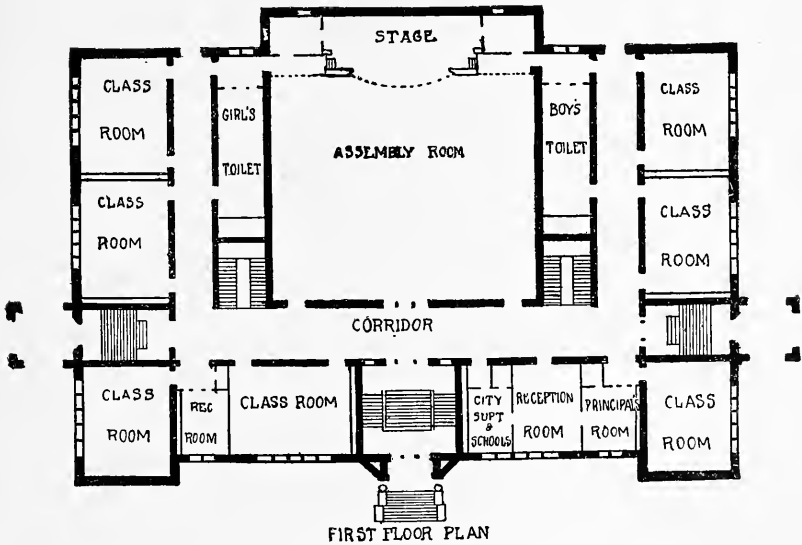 STAGE
CLASS
ROOM
GIRL'S
TOILET
ASSEMBLY ROOM
BOY'S
TOILET
CLASS
ROOM
CLASS
ROOM
CLASS
ROOM
CORRIDOR
CLASS
ROOM
REC
ROOM
CLASS ROOM
CITY
SUPT
&
SCHOOLS
RECEPTION
ROOM
PRINCIPAL'S
ROOM
CLASS
ROOM
FIRST FLOOR PLAN